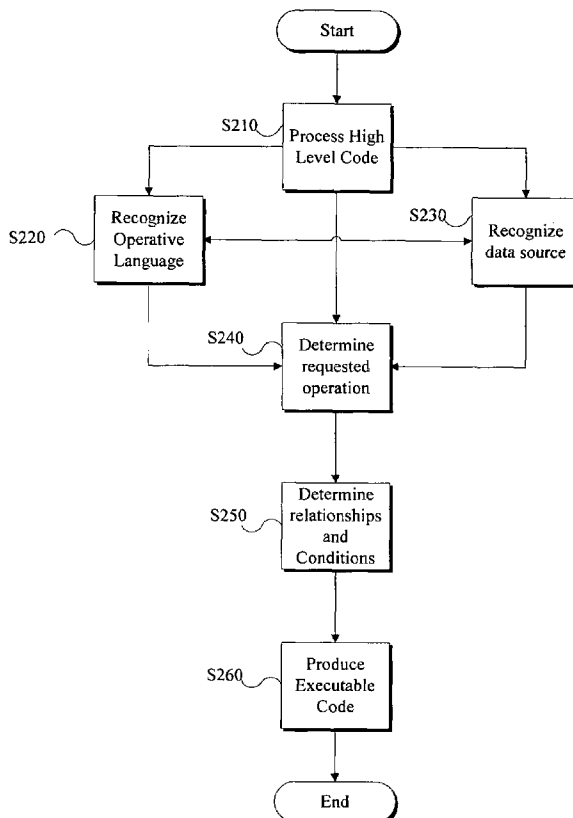 Start
S210
Process High
Level Code
S220
Recognize
Operative
Language
S230
Recognize
data source
S240
Determine
requested
operation
S250
Determine
relationships
and
Conditions
S260
Produce
Executable
Code
End